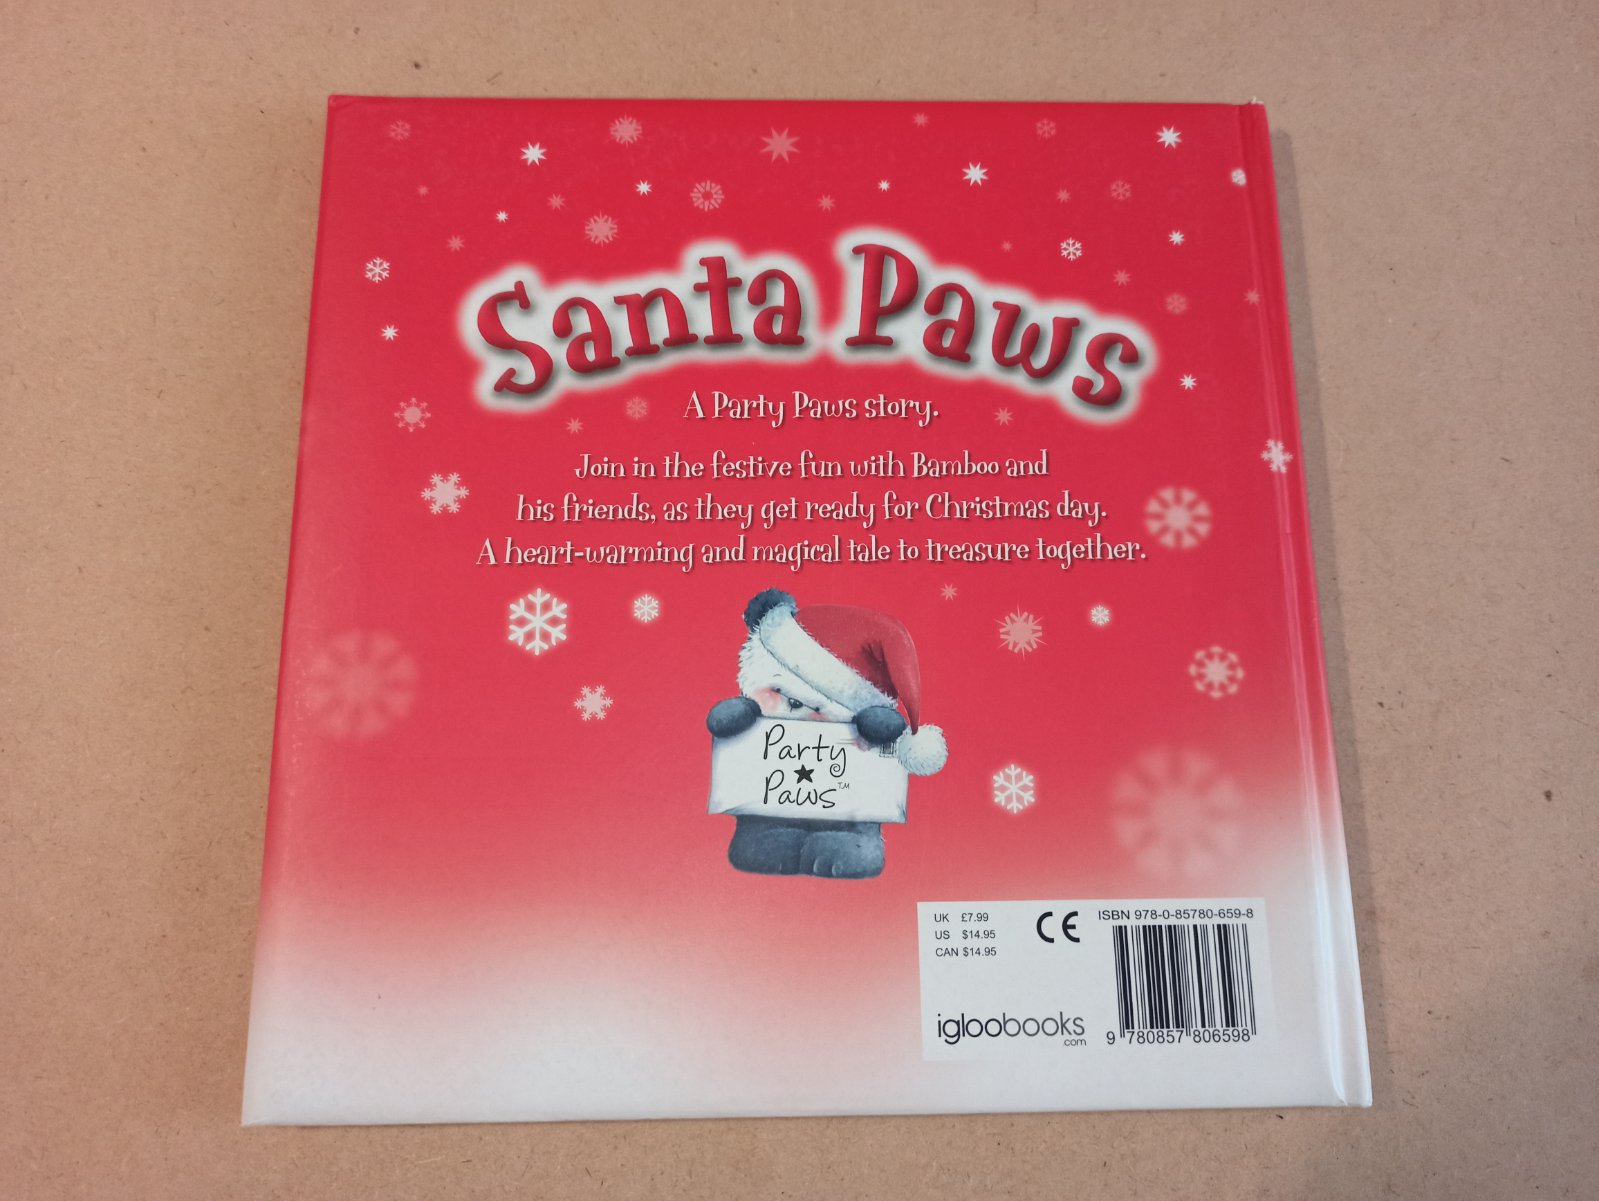 Santa Paws
A Party Paws story.
Join in the festive fun with Bamboo and
his friends, as they get ready for Christmas day.
A heart-warming and magical tale to treasure together.
Party
Paws™
UK £7.99
US $14.95
CAN $14.95
CE
ISBN 978-0-85780-659-8
igloobooks
.com
9 780857 806598